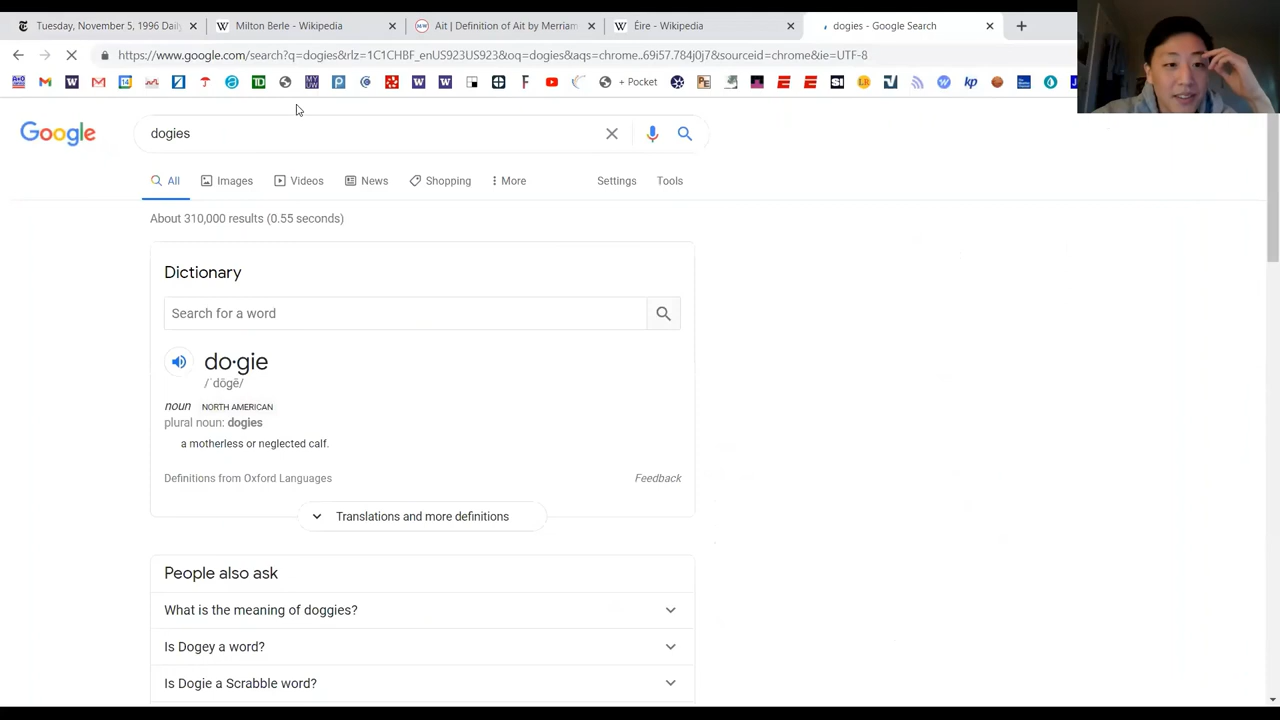 Tuesday, November 5, 1996 Daily
Milton Berle - Wikipedia
Ait | Definition of Ait by Merriam
Éire - Wikipedia
dogies - Google Search
https://www.google.com/search?q=dogies&rlz=1C1CHBF_enUS923US923&oq=dogies&aqs=chrome..69i57.784j0j7&sourceid=chrome&ie=UTF-8
+ Pocket
Google
dogies
All
Images
Videos
News
Shopping
More
Settings
Tools
About 310,000 results (0.55 seconds)
Dictionary
Search for a word
do·gie
/ˈdōgē/
noun NORTH AMERICAN
plural noun: dogies
a motherless or neglected calf.
Definitions from Oxford Languages
Feedback
Translations and more definitions
People also ask
What is the meaning of doggies?
Is Dogey a word?
Is Dogie a Scrabble word?